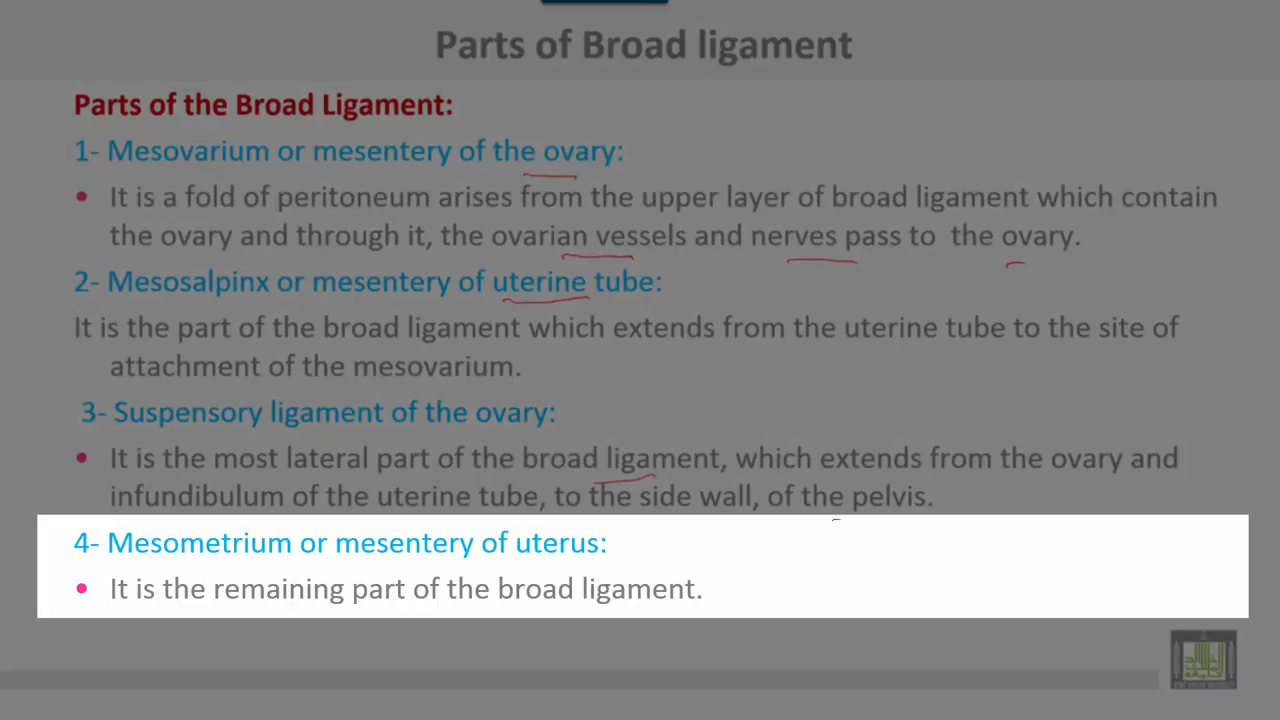 Parts of Broad ligament
Parts of the Broad Ligament:
1- Mesovarium or mesentery of the ovary:
• It is a fold of peritoneum arises from the upper layer of broad ligament which contain
the ovary and through it, the ovarian vessels and nerves pass to the ovary.
2- Mesosalpinx or mesentery of uterine tube:
It is the part of the broad ligament which extends from the uterine tube to the site of
attachment of the mesovarium.
3- Suspensory ligament of the ovary:
• It is the most lateral part of the broad ligament, which extends from the ovary and
infundibulum of the uterine tube, to the side wall, of the pelvis.
4- Mesometrium or mesentery of uterus:
• It is the remaining part of the broad ligament.